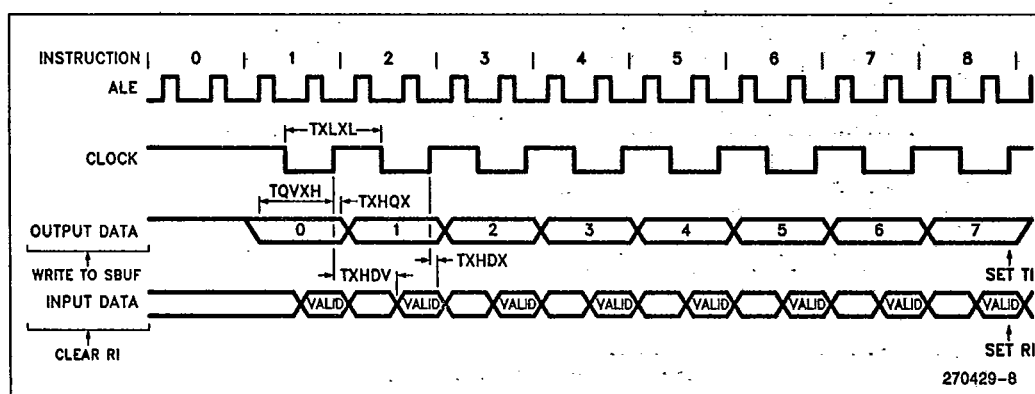 INSTRUCTION | 0 | 1 | 2 | 3 | 4 | 5 | 6 | 7 | 8 |
ALE
TXLXL
CLOCK
TQVXH
TXHQX
OUTPUT DATA 0 1 2 3 4 5 6 7
TXHDX
WRITE TO SBUF
TXHDV
SET TI
INPUT DATA VALID VALID VALID VALID VALID VALID VALID VALID
CLEAR RI
SET RI
270429-8